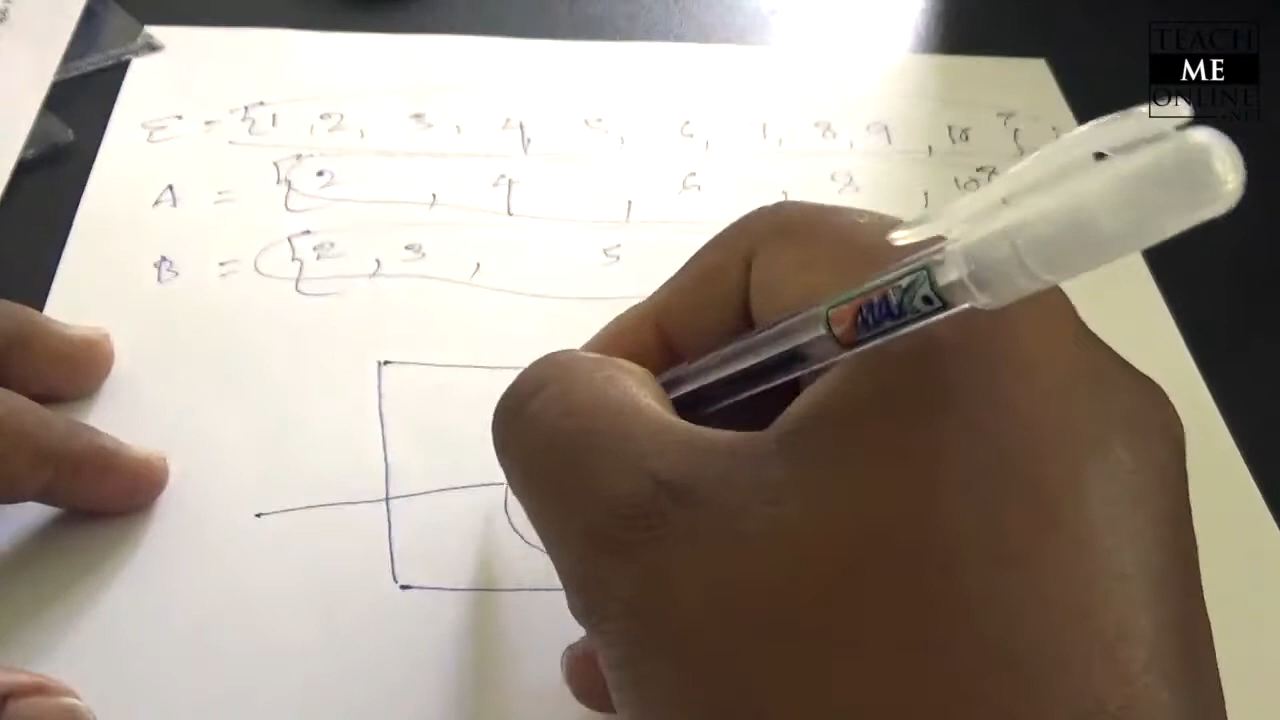 TEACH
ME
ONLINE
.NET
Σ = {1, 2, 3, 4, 5, 6, 7, 8, 9, 10}
A = {2, 4, 6, 8, 10}
B = {2, 3, 5